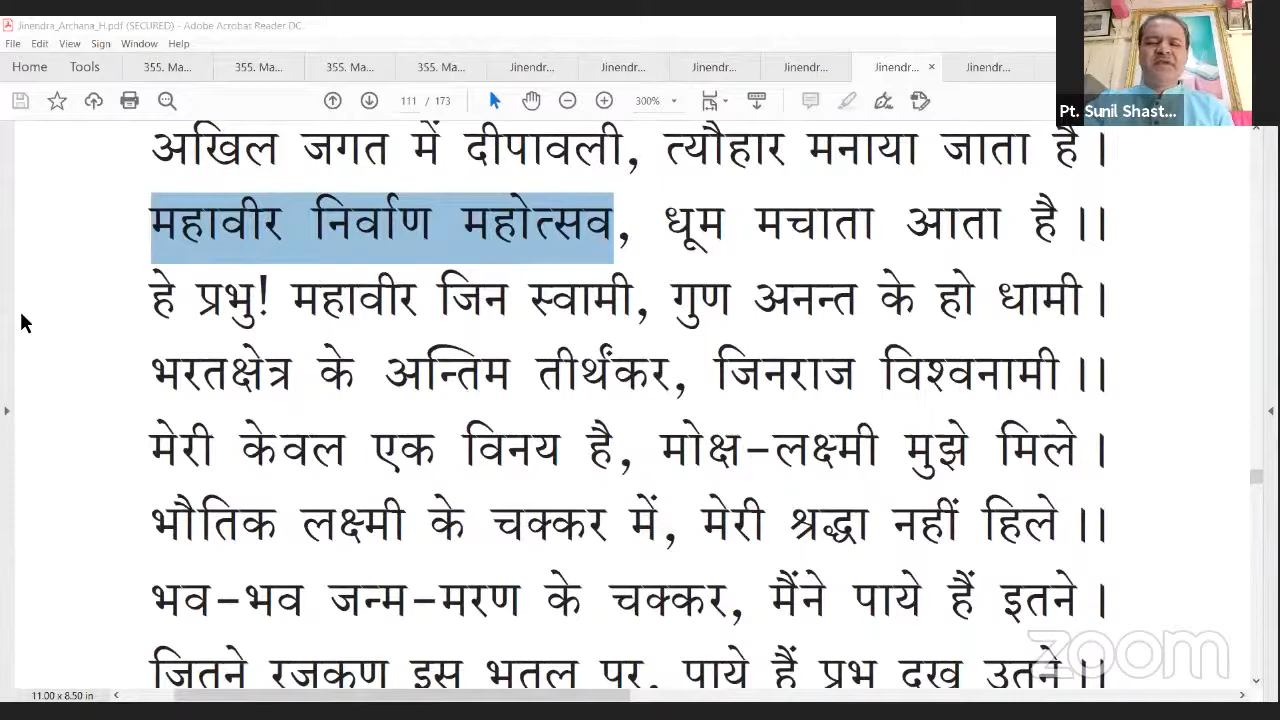 Jinendra_Archana_H.pdf (SECURED) - Adobe Acrobat Reader DC
File Edit View Sign Window Help
Home Tools 355. Ma... 355. Ma... 355. Ma... 355. Ma... Jinendr... Jinendr... Jinendr... Jinendr... Jinendr... × Jinendr...
111 / 173 300%
Pt. Sunil Shast...
अखिल जगत में दीपावली, त्यौहार मनाया जाता है।
महावीर निर्वाण महोत्सव, धूम मचाता आता है।।
हे प्रभु! महावीर जिन स्वामी, गुण अनन्त के हो धामी।
भरतक्षेत्र के अन्तिम तीर्थंकर, जिनराज विश्वनामी।।
मेरी केवल एक विनय है, मोक्ष-लक्ष्मी मुझे मिले।
भौतिक लक्ष्मी के चक्कर में, मेरी श्रद्धा नहीं हिले।।
भव-भव जन्म-मरण के चक्कर, मैंने पाये हैं इतने।
जितने रजकण इस भूतल पर, पाये हैं प्रभु दुख उतने।।
zoom
11.00 x 8.50 in